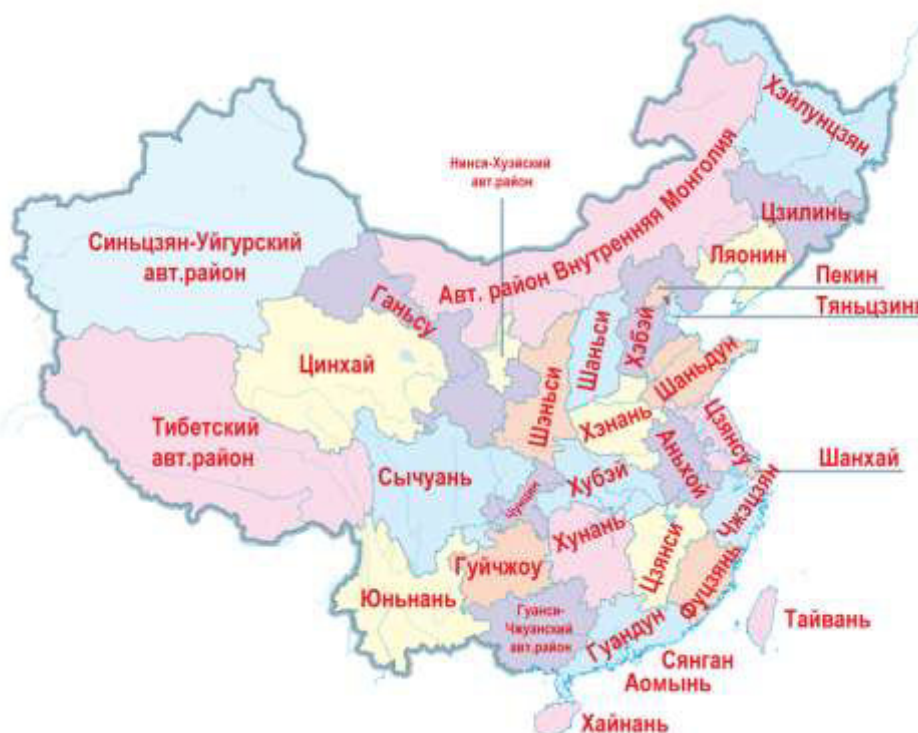 Хэйлунцзян
Нинся-Хуэйский
авт.район
Цзилинь
Синьцзян-Уйгурский
авт.район
Авт. район Внутренняя Монголия
Ляонин
Пекин
Ганьсу
Тяньцзинь
Хэбэй
Шаньси
Шаньдун
Цинхай
Шэньси
Хэнань
Цзянсу
Тибетский
авт.район
Аньхой
Шанхай
Сычуань
Хубэй
Чунцин
Чжэцзян
Хунань
Цзянси
Гуйчжоу
Фуцзянь
Юньнань
Гуанси-
Чжуанский
авт.район
Гуандун
Тайвань
Сянган
Аомынь
Хайнань